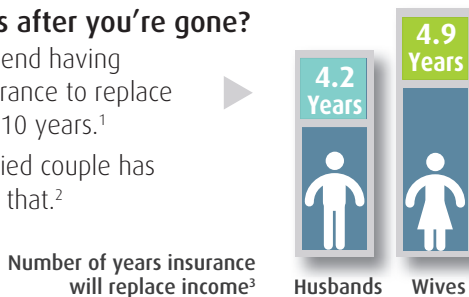 s after you're gone?
end having
rance to replace
10 years.1
ied couple has
that.2
4.2
Years
4.9
Years
Number of years insurance
will replace income3
Husbands
Wives